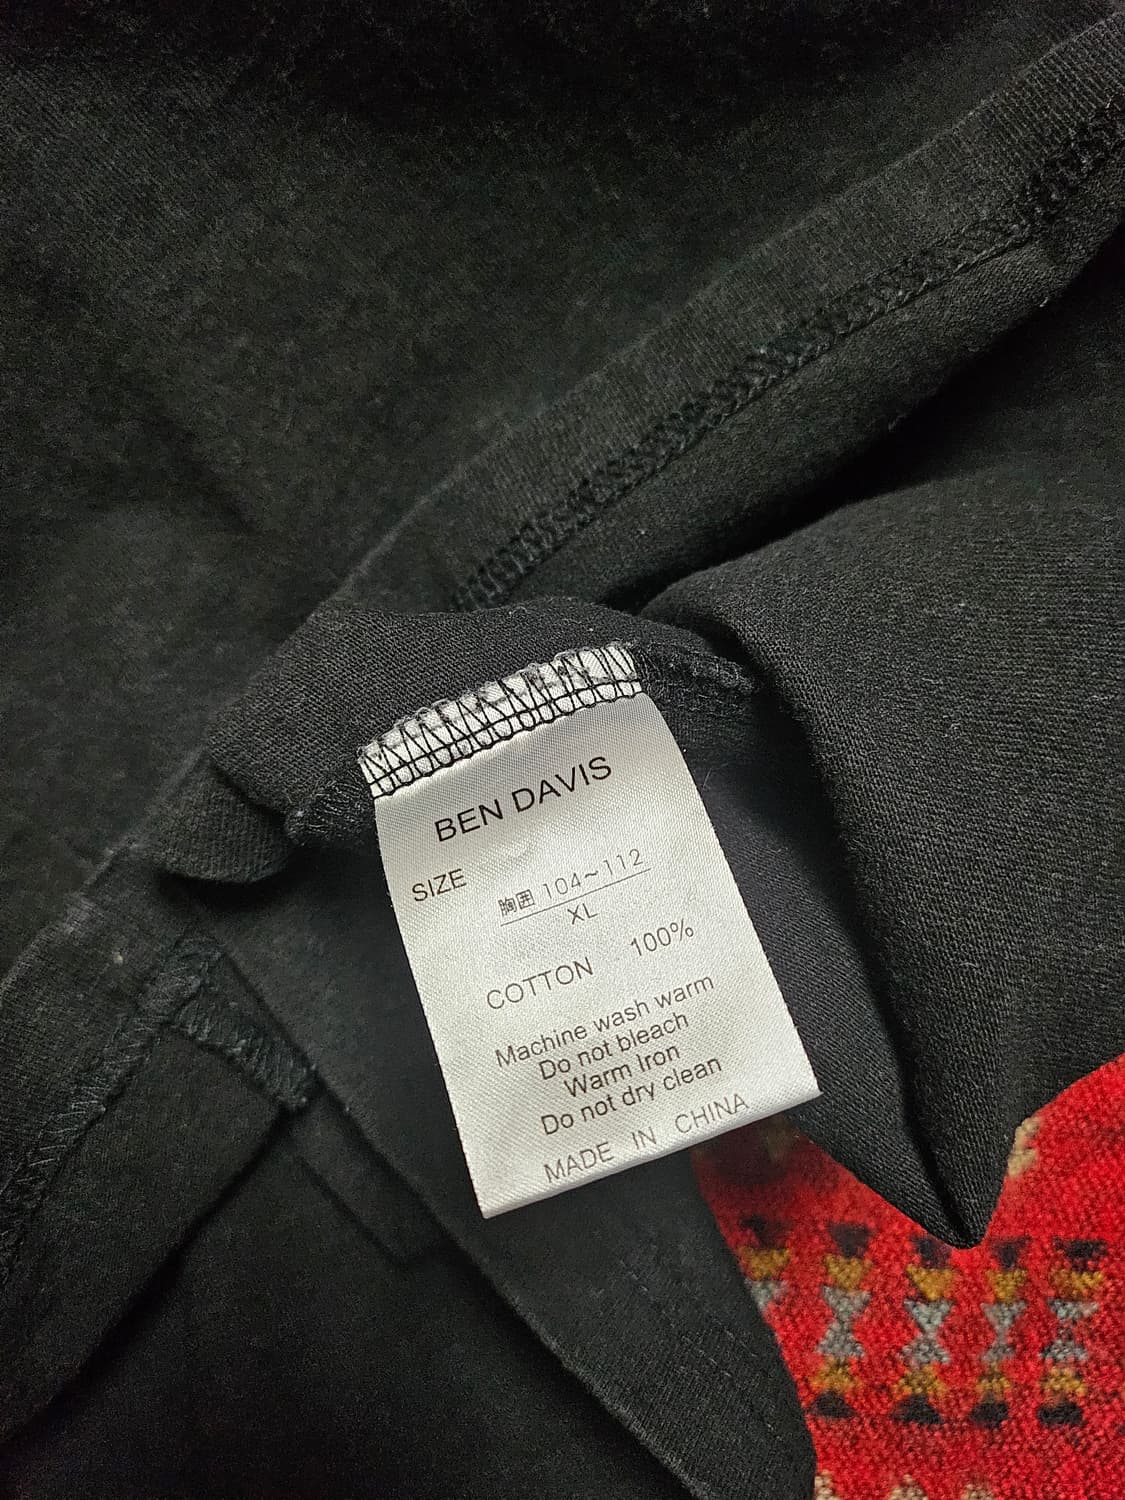 BEN DAVIS
SIZE 胸囲 104~112
XL
COTTON 100%
Machine wash warm
Do not bleach
Warm Iron
Do not dry clean
MADE IN CHINA